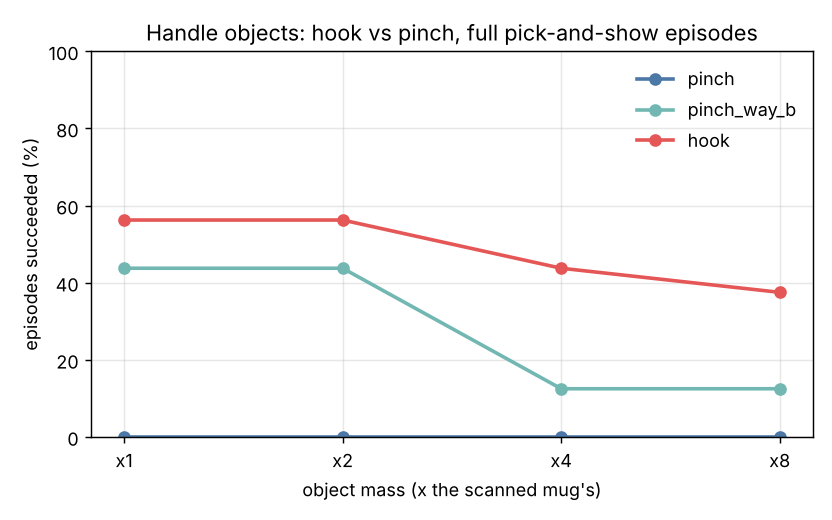 Handle objects: hook vs pinch, full pick-and-show episodes
100
80
60
40
20
0
episodes succeeded (%)
pinch
pinch_way_b
hook
x1
x2
x4
x8
object mass (x the scanned mug's)